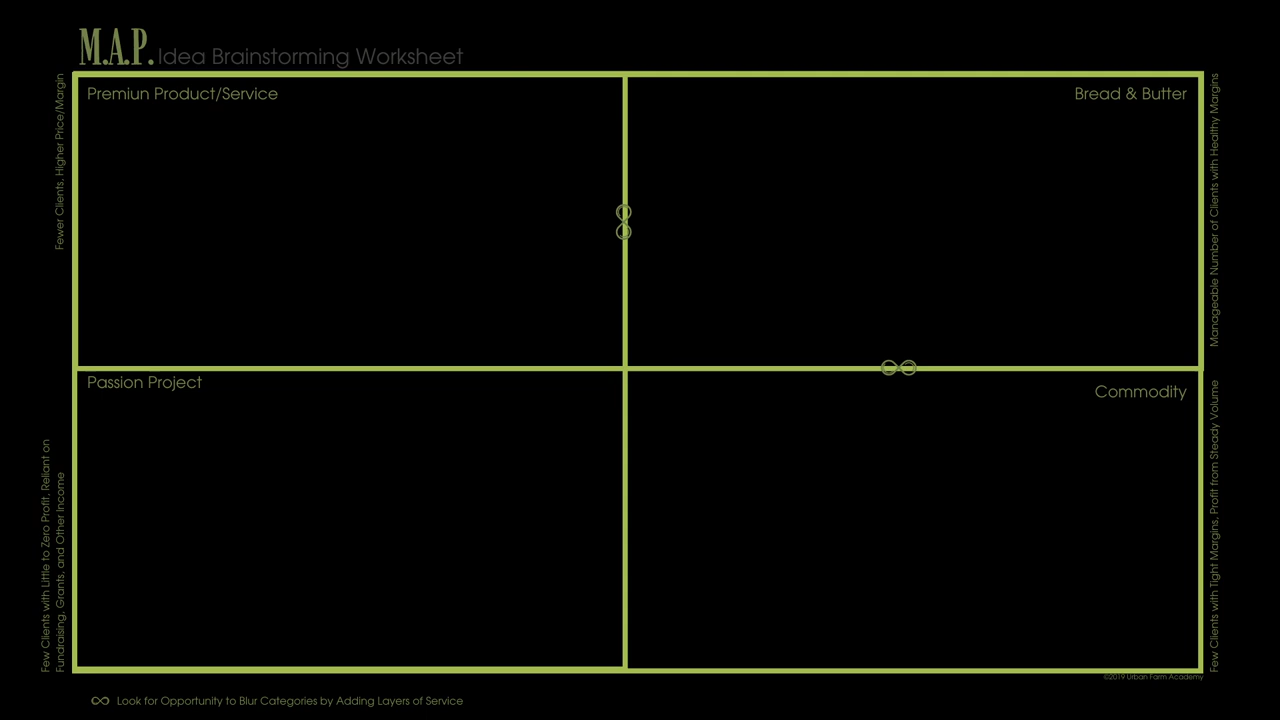 M.A.P. Idea Brainstorming Worksheet
Premiun Product/Service
Bread & Butter
Fewer Clients, Higher Price/Margin
Manageable Number of Clients with Healthy Margins
Passion Project
Commodity
Few Clients with Little to Zero Profit, Reliant on
Fundraising, Grants, and Other Income
Few Clients with Tight Margins, Profit from Steady Volume
©2019 Urban Farm Academy
Look for Opportunity to Blur Categories by Adding Layers of Service